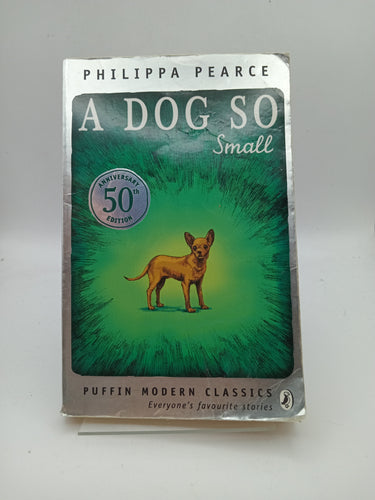 PHILIPPA PEARCE
A DOG SO
Small
ANNIVERSARY
50th
EDITION
PUFFIN MODERN CLASSICS
Everyone's favourite stories